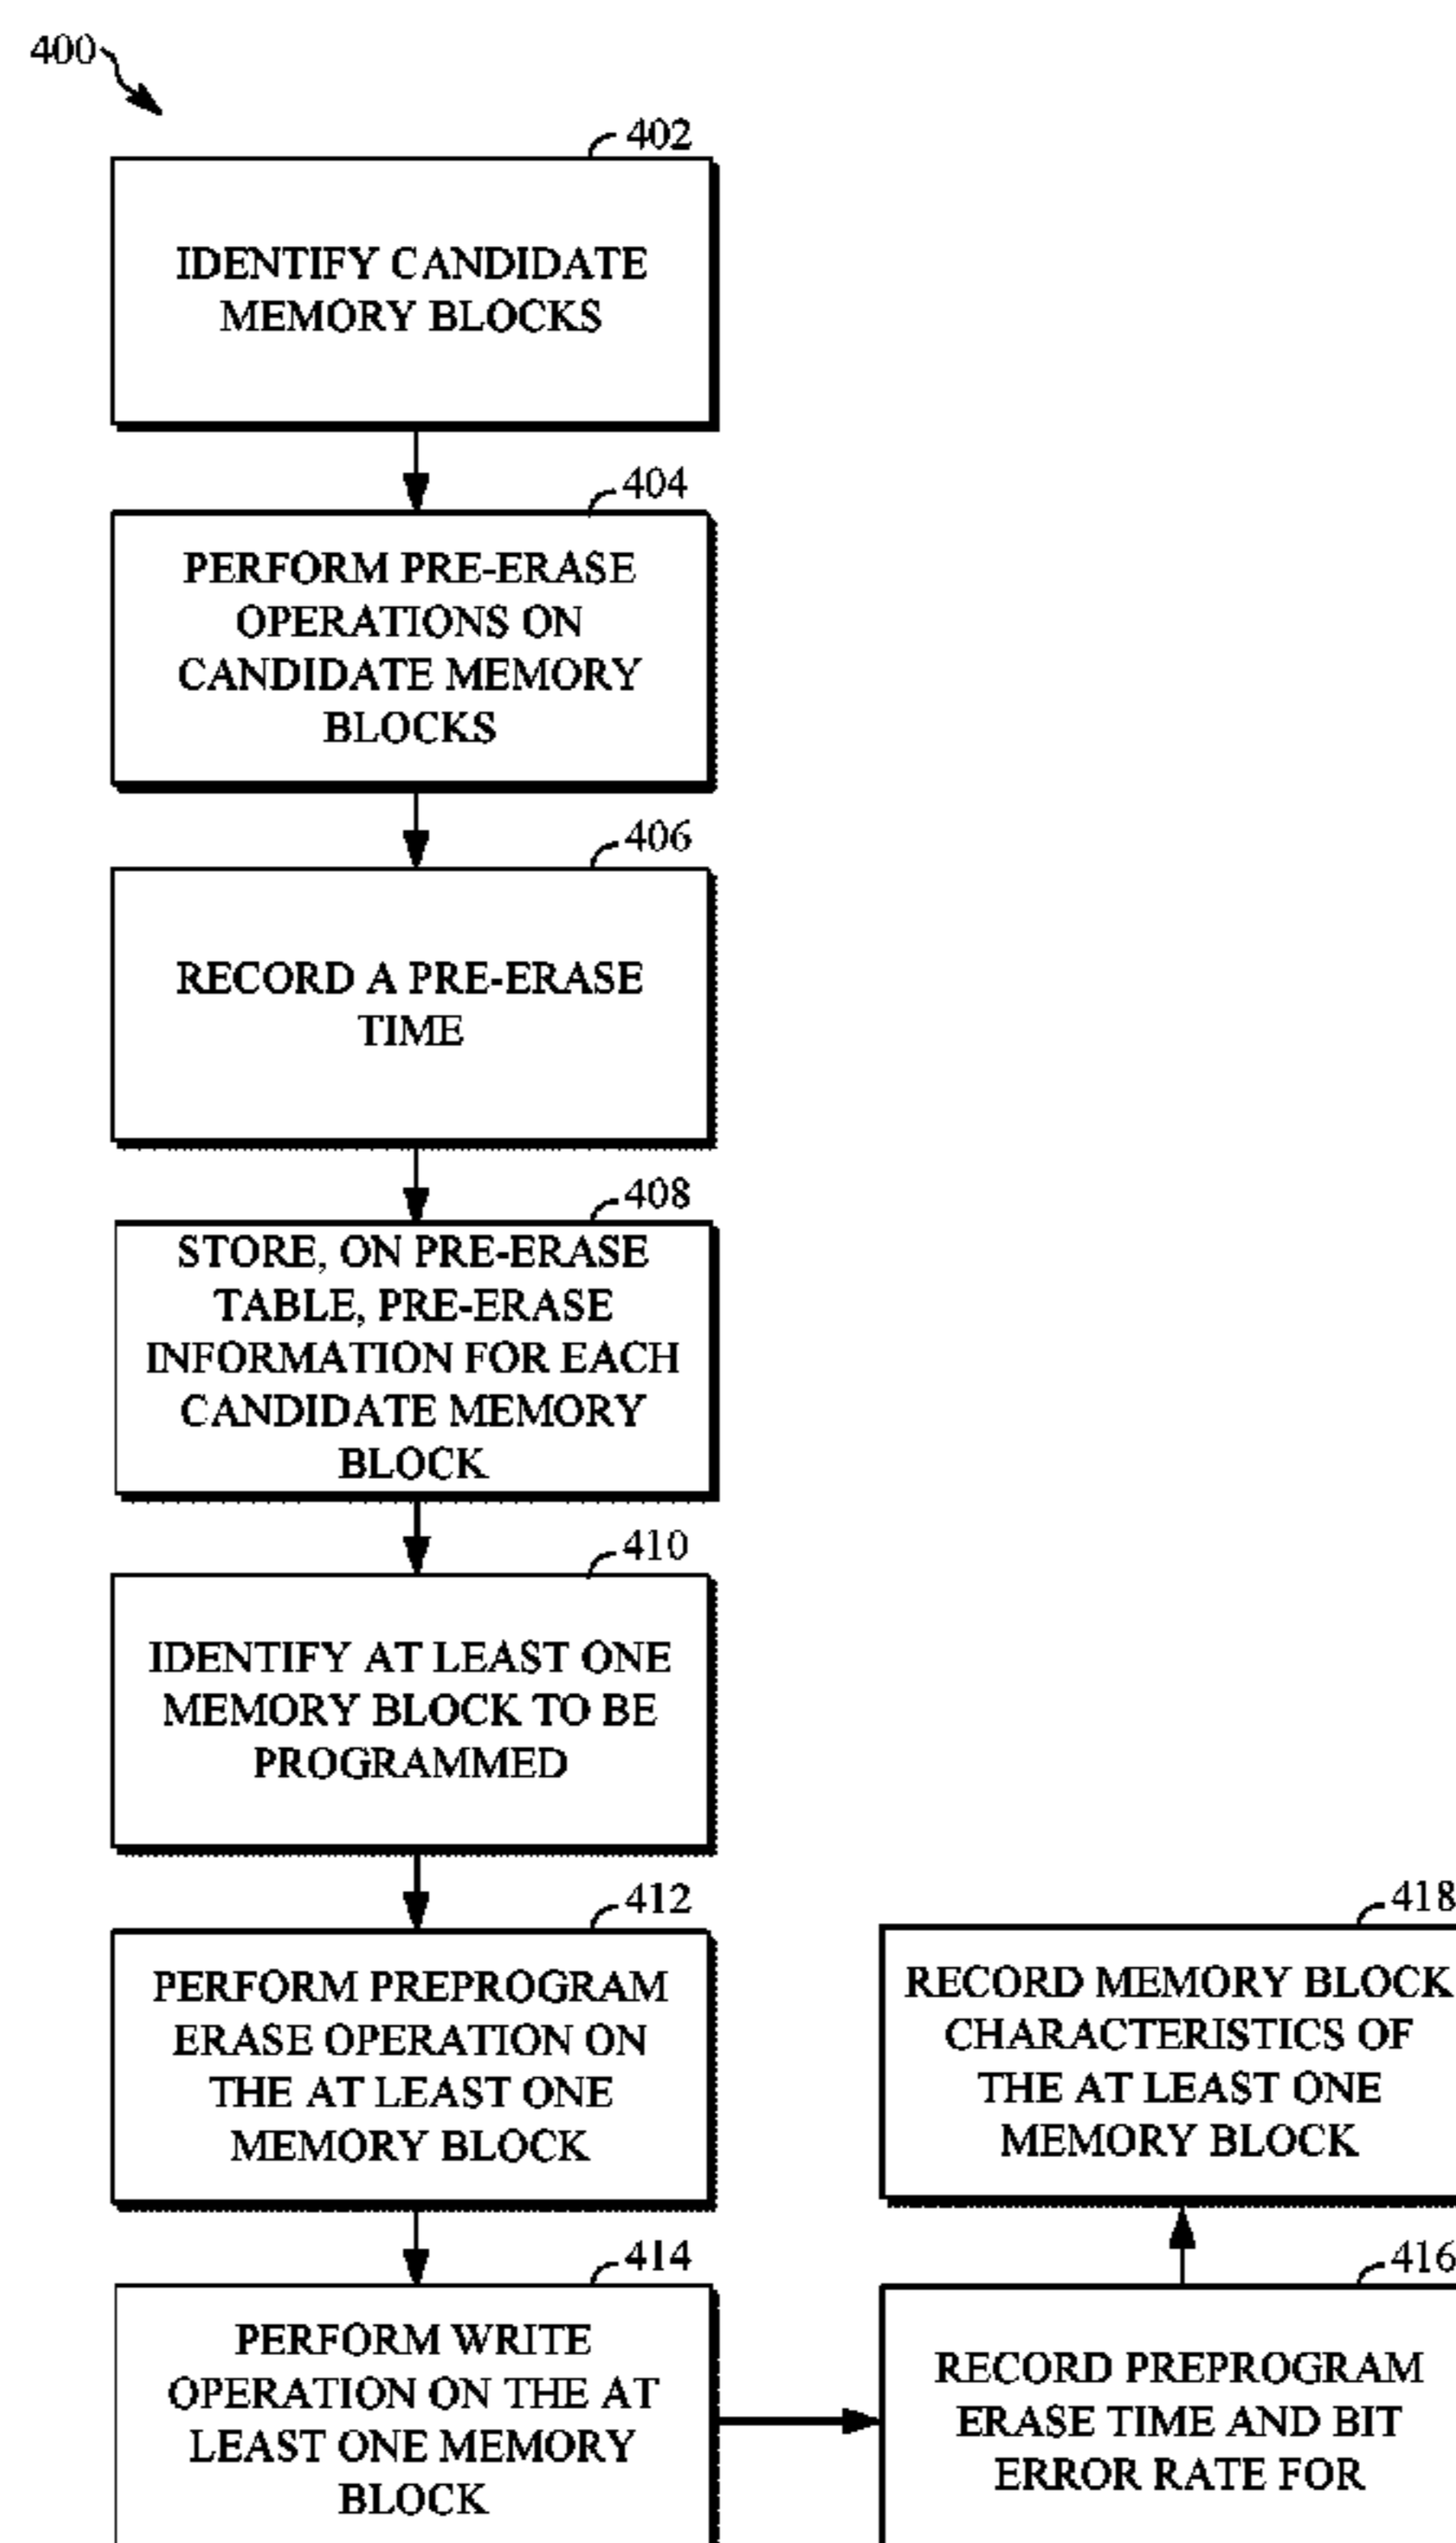 400
402
IDENTIFY CANDIDATE
MEMORY BLOCKS
404
PERFORM PRE-ERASE
OPERATIONS ON
CANDIDATE MEMORY
BLOCKS
406
RECORD A PRE-ERASE
TIME
408
STORE, ON PRE-ERASE
TABLE, PRE-ERASE
INFORMATION FOR EACH
CANDIDATE MEMORY
BLOCK
410
IDENTIFY AT LEAST ONE
MEMORY BLOCK TO BE
PROGRAMMED
412
PERFORM PREPROGRAM
ERASE OPERATION ON
THE AT LEAST ONE
MEMORY BLOCK
414
PERFORM WRITE
OPERATION ON THE AT
LEAST ONE MEMORY
BLOCK
416
RECORD PREPROGRAM
ERASE TIME AND BIT
ERROR RATE FOR
418
RECORD MEMORY BLOCK
CHARACTERISTICS OF
THE AT LEAST ONE
MEMORY BLOCK